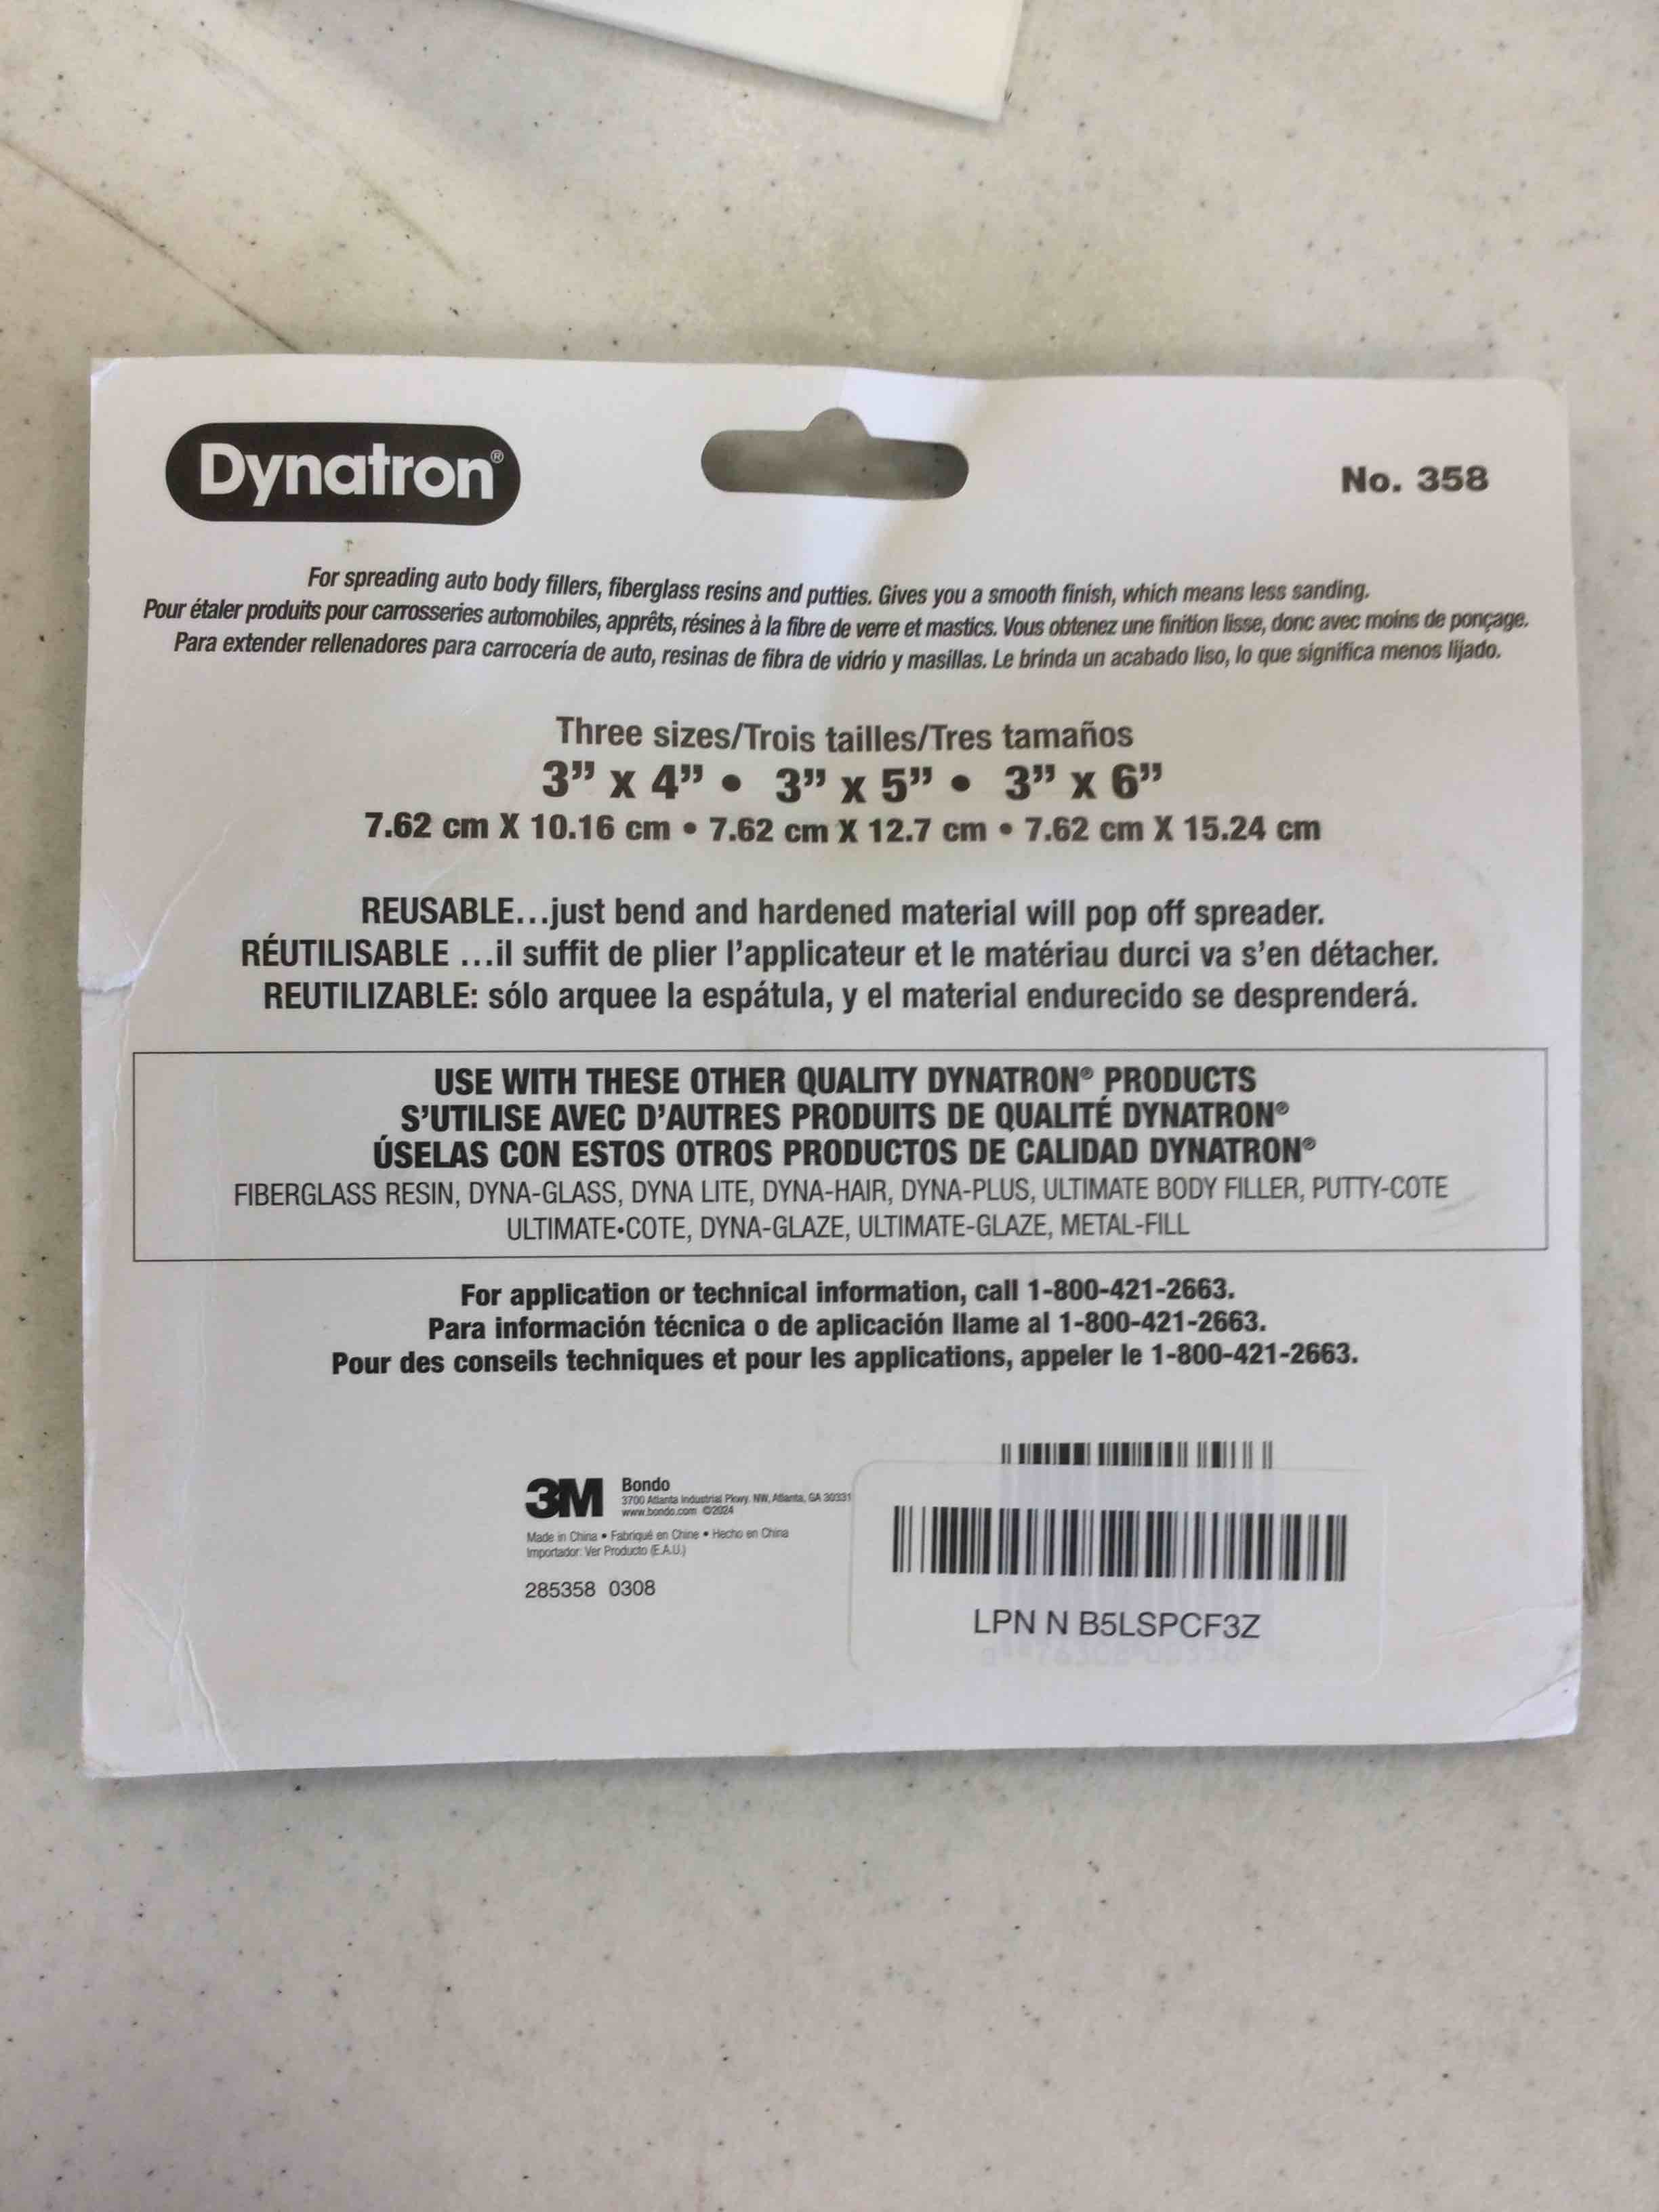 Dynatron®
No. 358
For spreading auto body fillers, fiberglass resins and putties. Gives you a smooth finish, which means less sanding.
Pour étaler produits pour carrosseries automobiles, apprêts, résines à la fibre de verre et mastics. Vous obtenez une finition lisse, donc avec moins de ponçage.
Para extender rellenadores para carrocería de auto, resinas de fibra de vidrio y masillas. Le brinda un acabado liso, lo que significa menos lijado.
Three sizes/Trois tailles/Tres tamaños
3” x 4” • 3” x 5” • 3” x 6”
7.62 cm X 10.16 cm • 7.62 cm X 12.7 cm • 7.62 cm X 15.24 cm
REUSABLE...just bend and hardened material will pop off spreader.
RÉUTILISABLE ...il suffit de plier l’applicateur et le matériau durci va s’en détacher.
REUTILIZABLE: sólo arquee la espátula, y el material endurecido se desprenderá.
USE WITH THESE OTHER QUALITY DYNATRON® PRODUCTS
S’UTILISE AVEC D’AUTRES PRODUITS DE QUALITÉ DYNATRON®
ÚSELAS CON ESTOS OTROS PRODUCTOS DE CALIDAD DYNATRON®
FIBERGLASS RESIN, DYNA-GLASS, DYNA LITE, DYNA-HAIR, DYNA-PLUS, ULTIMATE BODY FILLER, PUTTY-COTE
ULTIMATE•COTE, DYNA-GLAZE, ULTIMATE-GLAZE, METAL-FILL
For application or technical information, call 1-800-421-2663.
Para información técnica o de aplicación llame al 1-800-421-2663.
Pour des conseils techniques et pour les applications, appeler le 1-800-421-2663.
3M Bondo
3700 Atlanta Industrial Pkwy. NW, Atlanta, GA 30331
www.bondo.com ©2024
Made in China • Fabriqué en Chine • Hecho en China
Importador: Ver Producto (E.A.U.)
285358 0308
LPN N B5LSPCF3Z